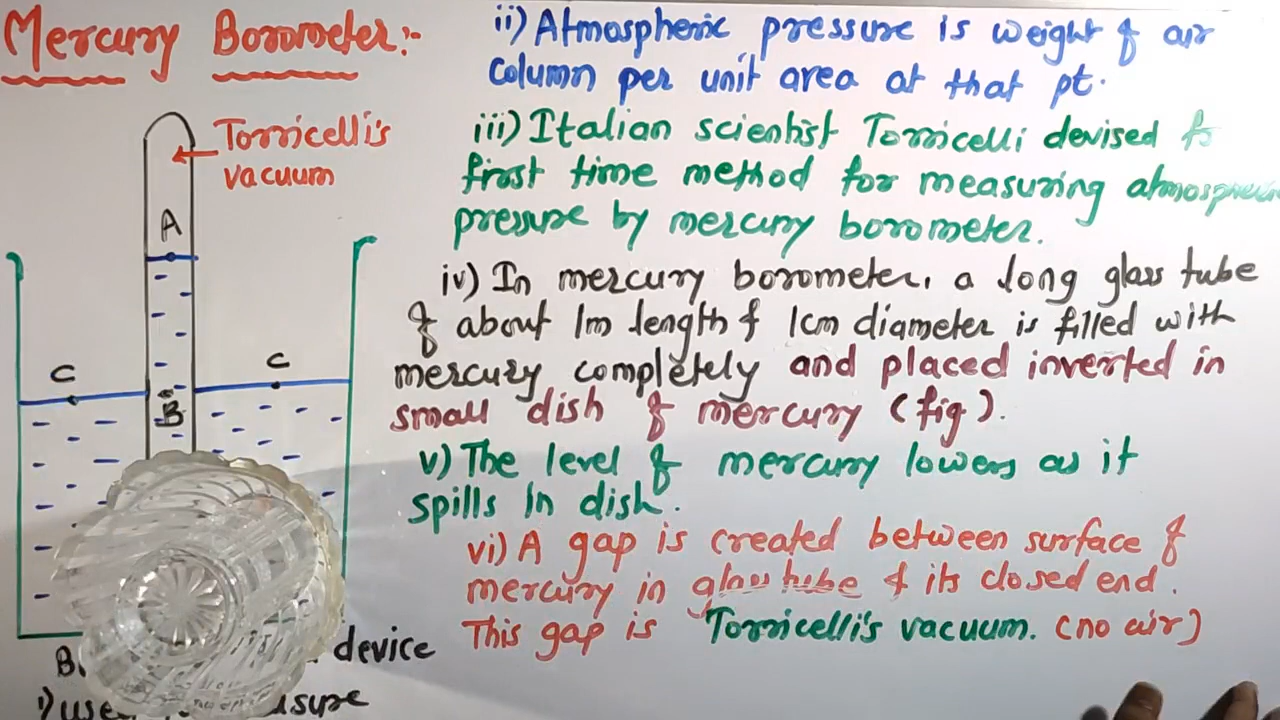 Mercury Borometer:-
Torricelli's
vacuum
A
C
C
B
device
1) use
ii) Atmospheric pressure is weight of air
column per unit area at that pt.
iii) Italian scientist Torricelli devised
first time method for measuring atmospheric
pressure by mercury borometer.
iv) In mercury borometer, a long glass tube
of about 1m length & 1cm diameter is filled with
mercury completely and placed inverted in
small dish of mercury (fig).
v) The level of mercury lowers as it
spills in dish.
vi) A gap is created between surface of
mercury in glass tube & its closed end.
This gap is Torricelli's vacuum. (no air)